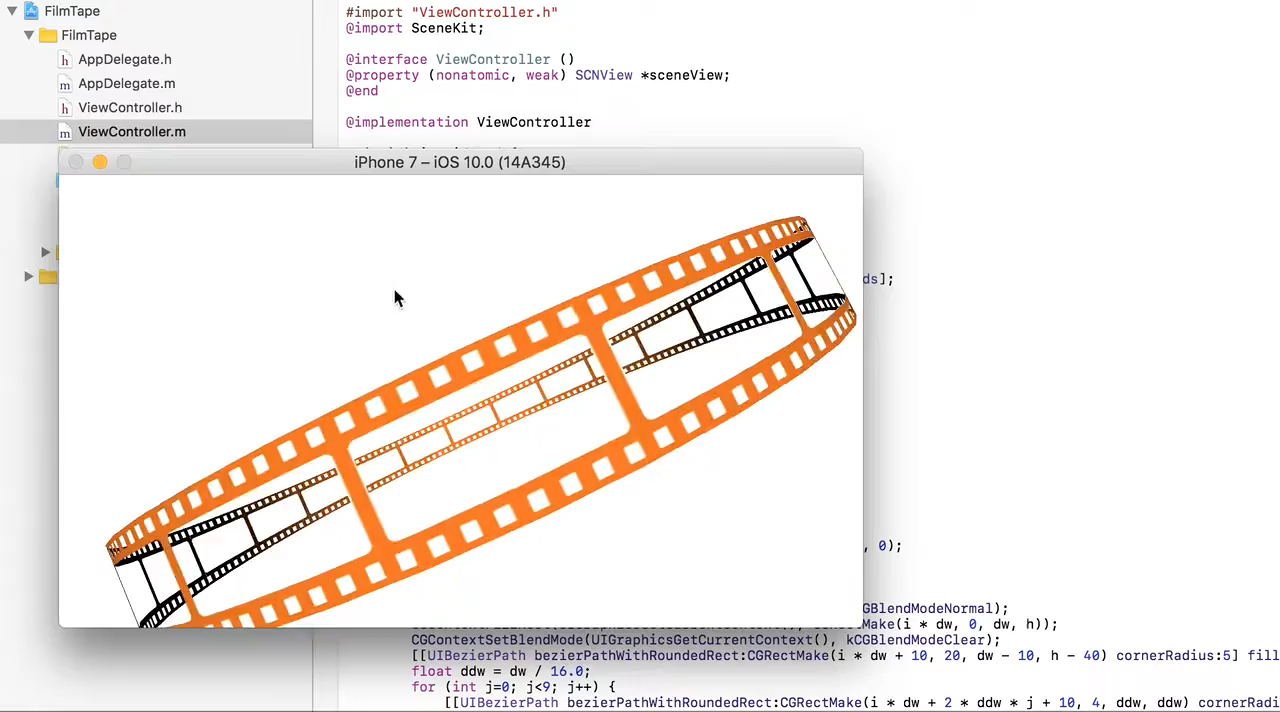 FilmTape
FilmTape
AppDelegate.h
AppDelegate.m
ViewController.h
ViewController.m
#import "ViewController.h"
@import SceneKit;
@interface ViewController ()
@property (nonatomic, weak) SCNView *sceneView;
@end
@implementation ViewController
iPhone 7 – iOS 10.0 (14A345)
ds];
, 0);
GBlendModeNormal);
Make(i * dw, 0, dw, h));
CGContextSetBlendMode(UIGraphicsGetCurrentContext(), kCGBlendModeClear);
[[UIBezierPath bezierPathWithRoundedRect:CGRectMake(i * dw + 10, 20, dw - 10, h - 40) cornerRadius:5] fill
float ddw = dw / 16.0;
for (int j=0; j<9; j++) {
[[UIBezierPath bezierPathWithRoundedRect:CGRectMake(i * dw + 2 * ddw * j + 10, 4, ddw, ddw) cornerRadi